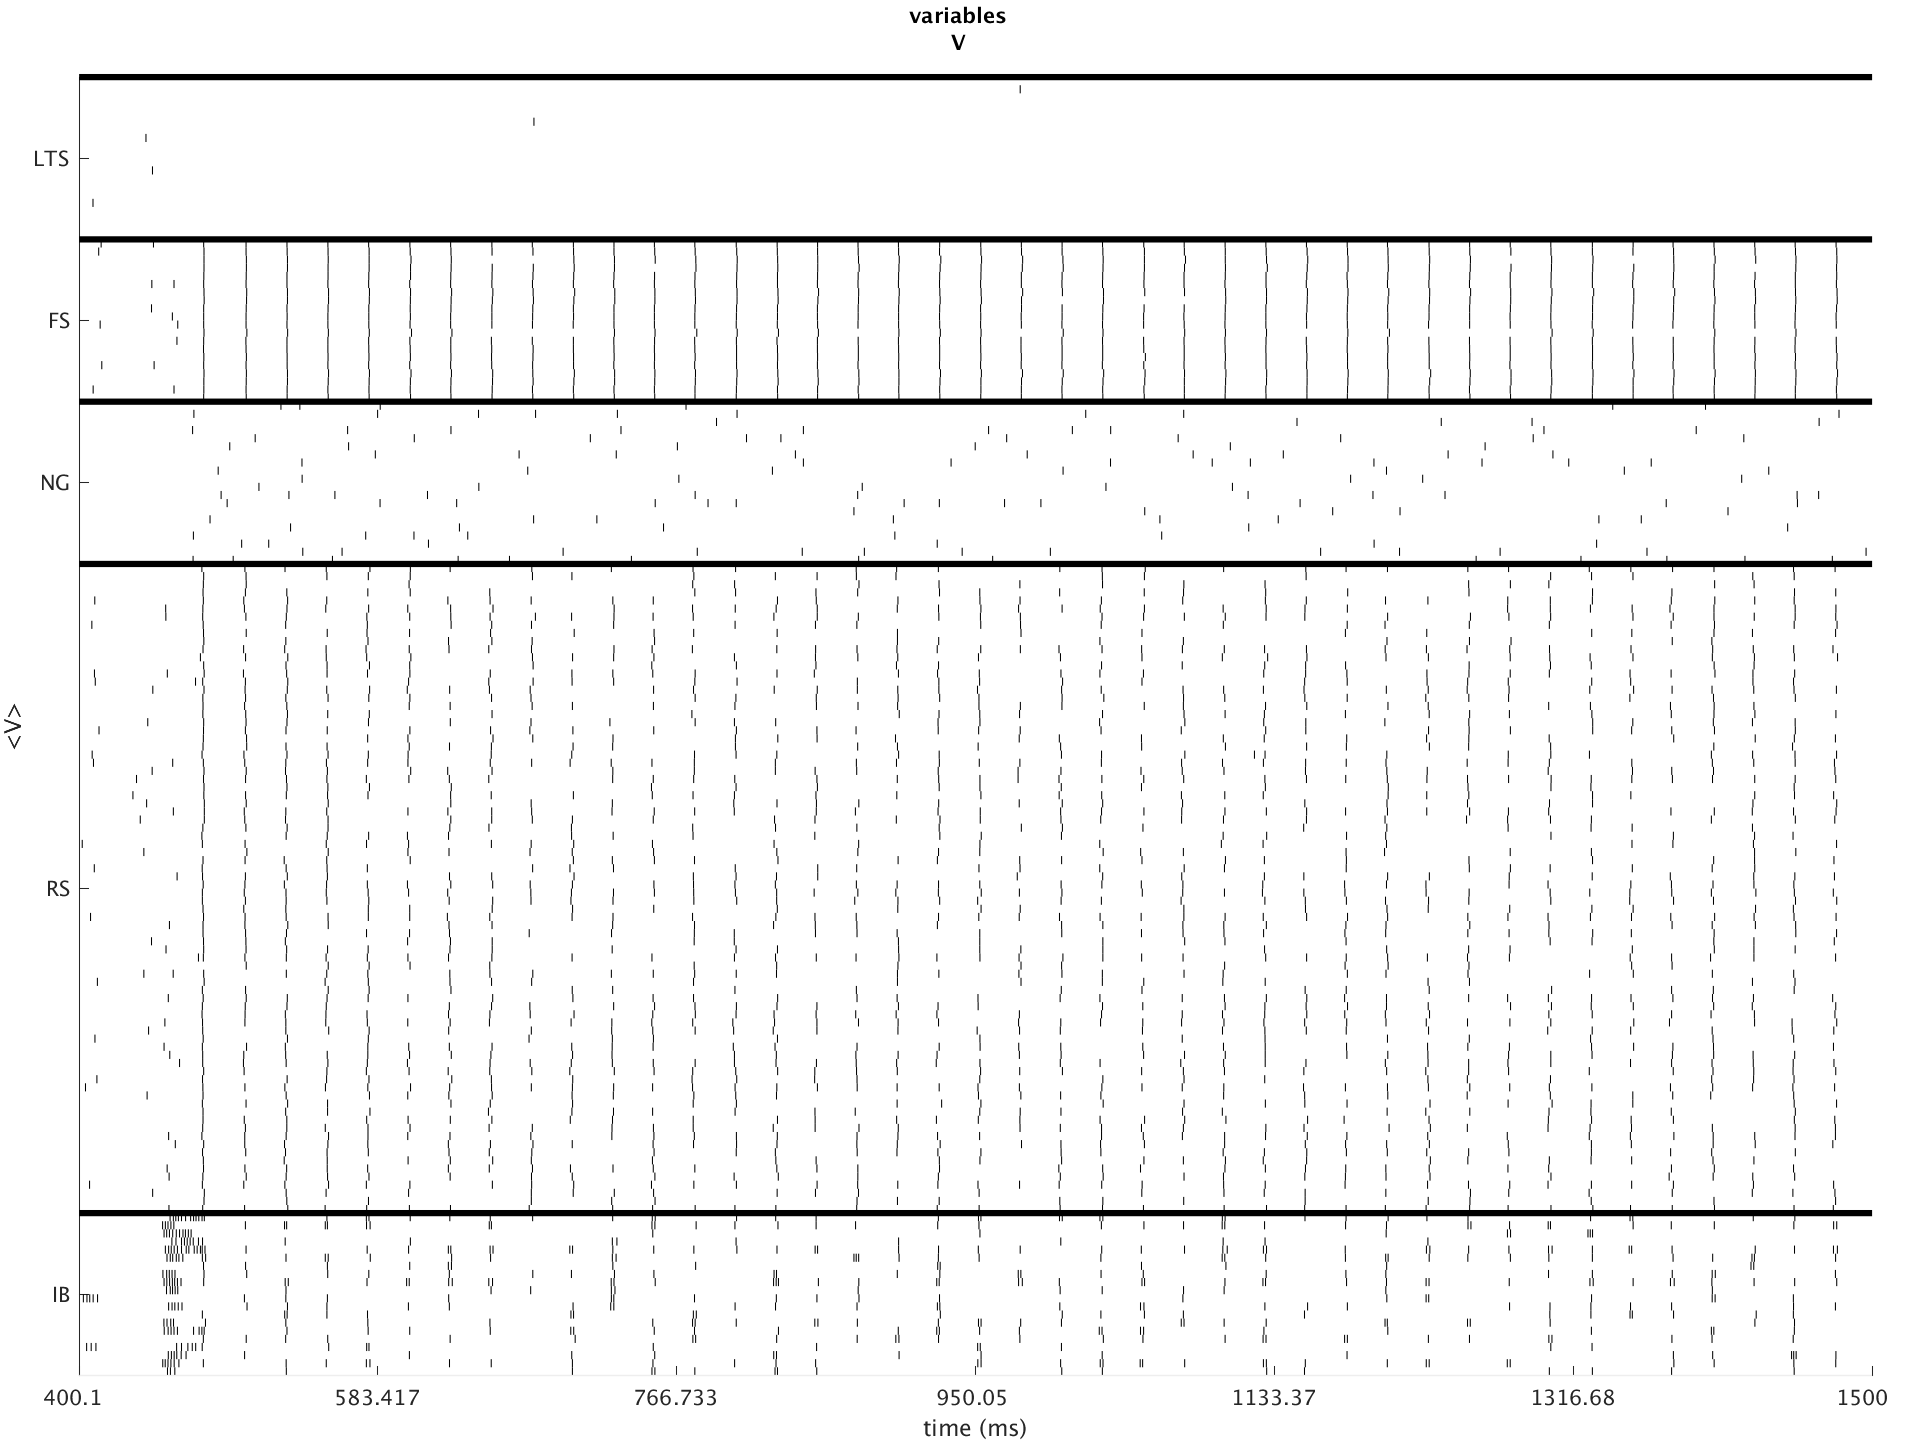 variables
V
LTS
FS
NG
RS
IB
<V>
400.1 583.417 766.733 950.05 1133.37 1316.68 1500
time (ms)